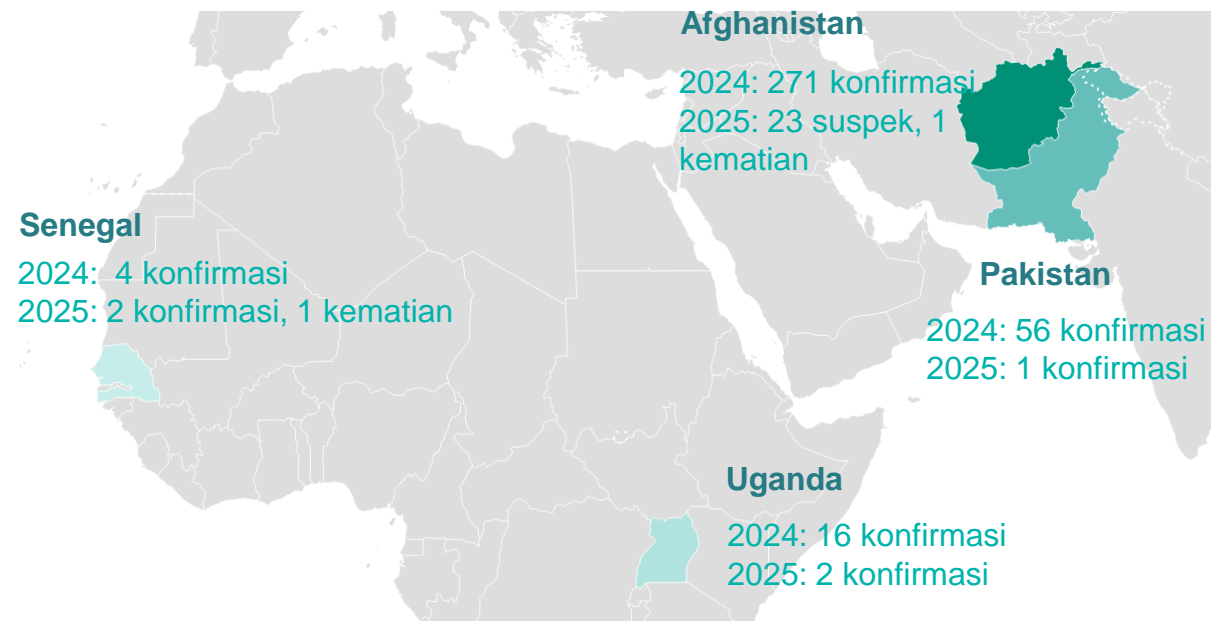 Afghanistan
2024: 271 konfirmasi
2025: 23 suspek, 1
kematian
Senegal
2024: 4 konfirmasi
2025: 2 konfirmasi, 1 kematian
Pakistan
2024: 56 konfirmasi
2025: 1 konfirmasi
Uganda
2024: 16 konfirmasi
2025: 2 konfirmasi